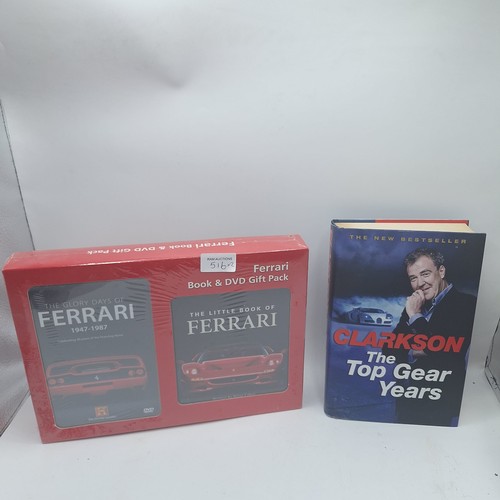 Ferrari Book & DVD Gift Pack
Ferrari
Book & DVD Gift Pack
THE GLORY DAYS OF
FERRARI
1947-1987
THE LITTLE BOOK OF
FERRARI
THE NEW BESTSELLER
CLARKSON
The
Top Gear
Years